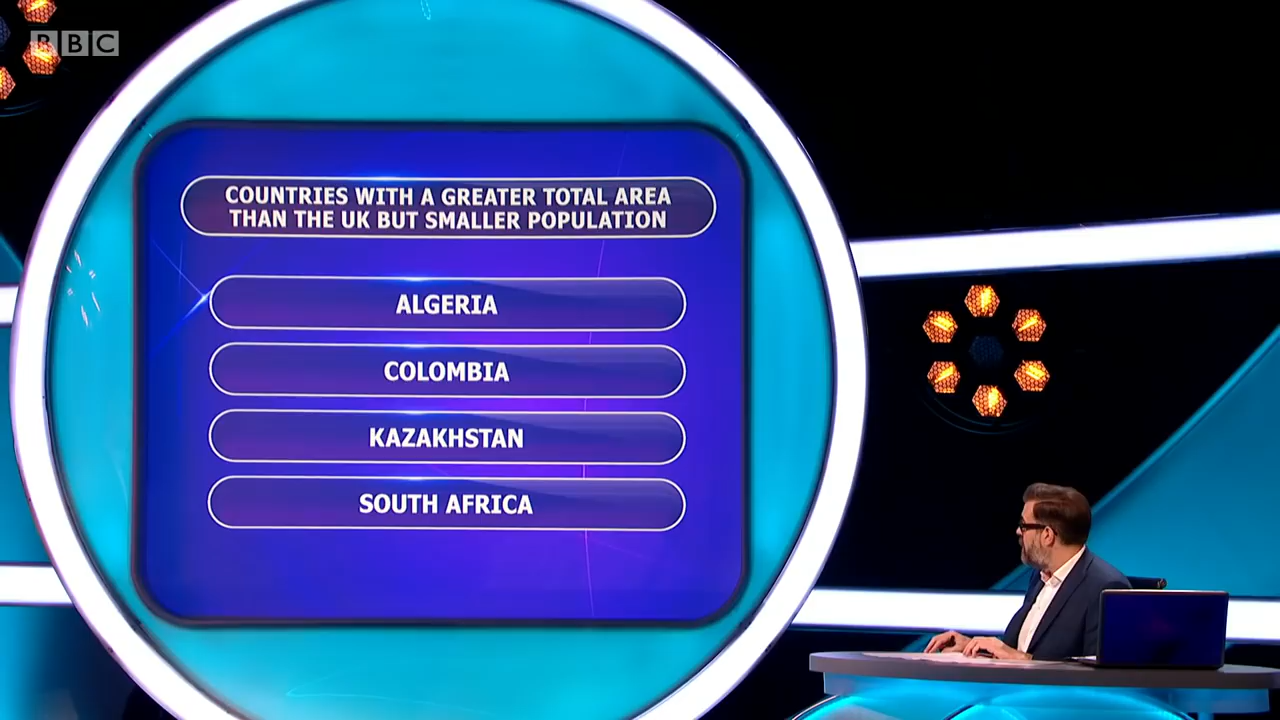 BBC
COUNTRIES WITH A GREATER TOTAL AREA
THAN THE UK BUT SMALLER POPULATION
ALGERIA
COLOMBIA
KAZAKHSTAN
SOUTH AFRICA